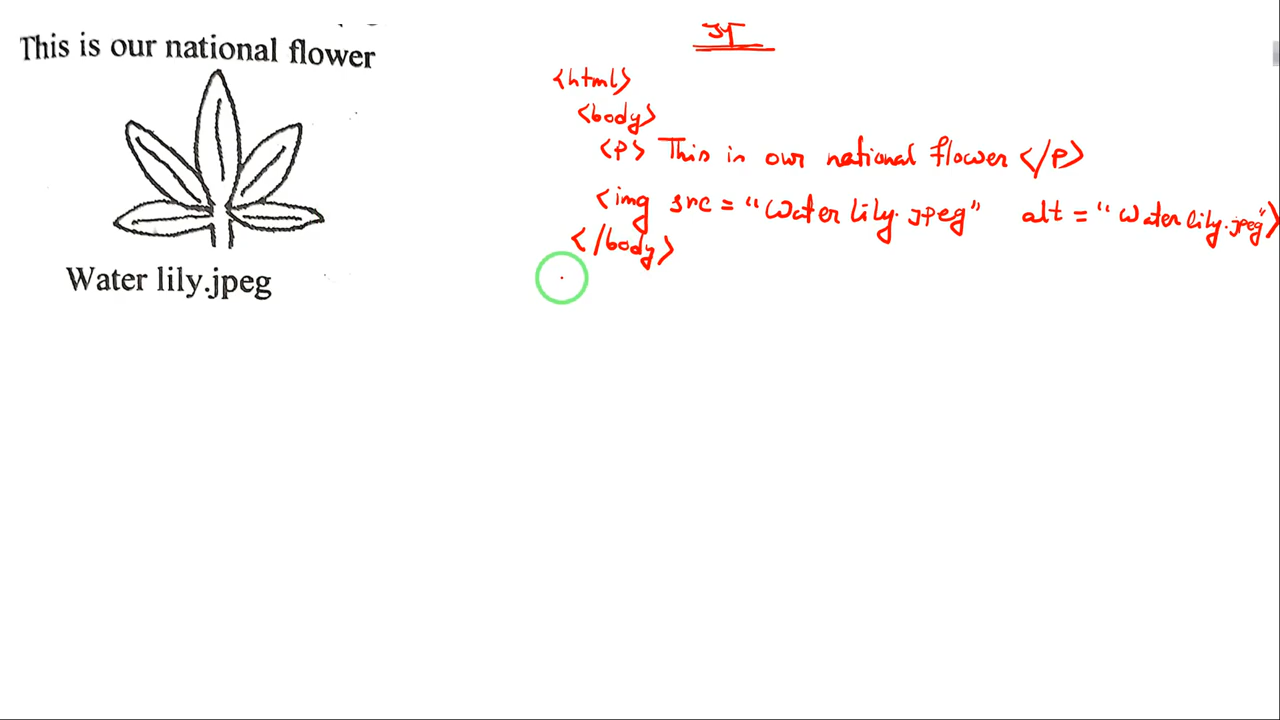 This is our national flower
Water lily.jpeg
<html>
<body>
<p> This is our national flower </p>
<img src = "Water lily.jpeg" alt = "Water lily.jpeg">
</body>